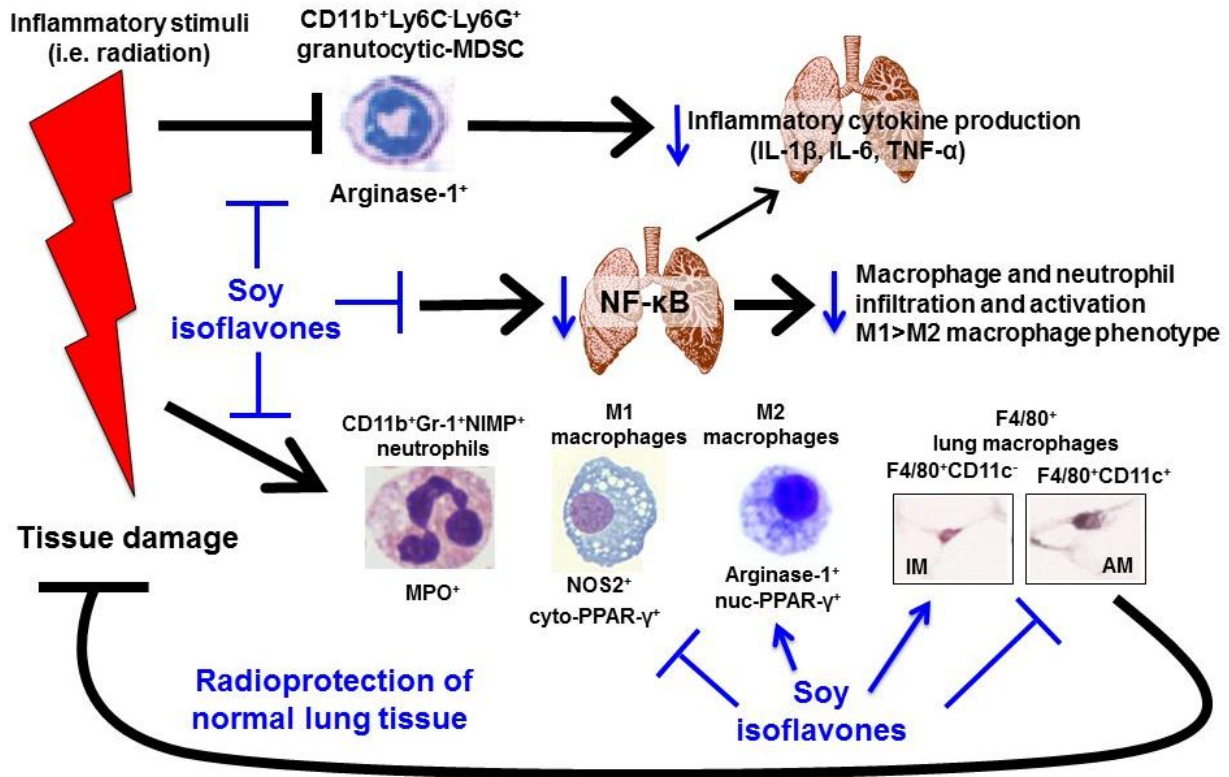 Inflammatory stimuli
(i.e. radiation)
CD11b⁺Ly6C⁻Ly6G⁺
granutocytic-MDSC
Arginase-1⁺
Inflammatory cytokine production
(IL-1β, IL-6, TNF-α)
Soy
isoflavones
NF-κB
Macrophage and neutrophil
infiltration and activation
M1>M2 macrophage phenotype
CD11b⁺Gr-1⁺NIMP⁺
neutrophils
MPO⁺
M1
macrophages
NOS2⁺
cyto-PPAR-γ⁺
M2
macrophages
Arginase-1⁺
nuc-PPAR-γ⁺
F4/80⁺
lung macrophages
F4/80⁺CD11c⁻
IM
F4/80⁺CD11c⁺
AM
Tissue damage
Radioprotection of
normal lung tissue
Soy
isoflavones